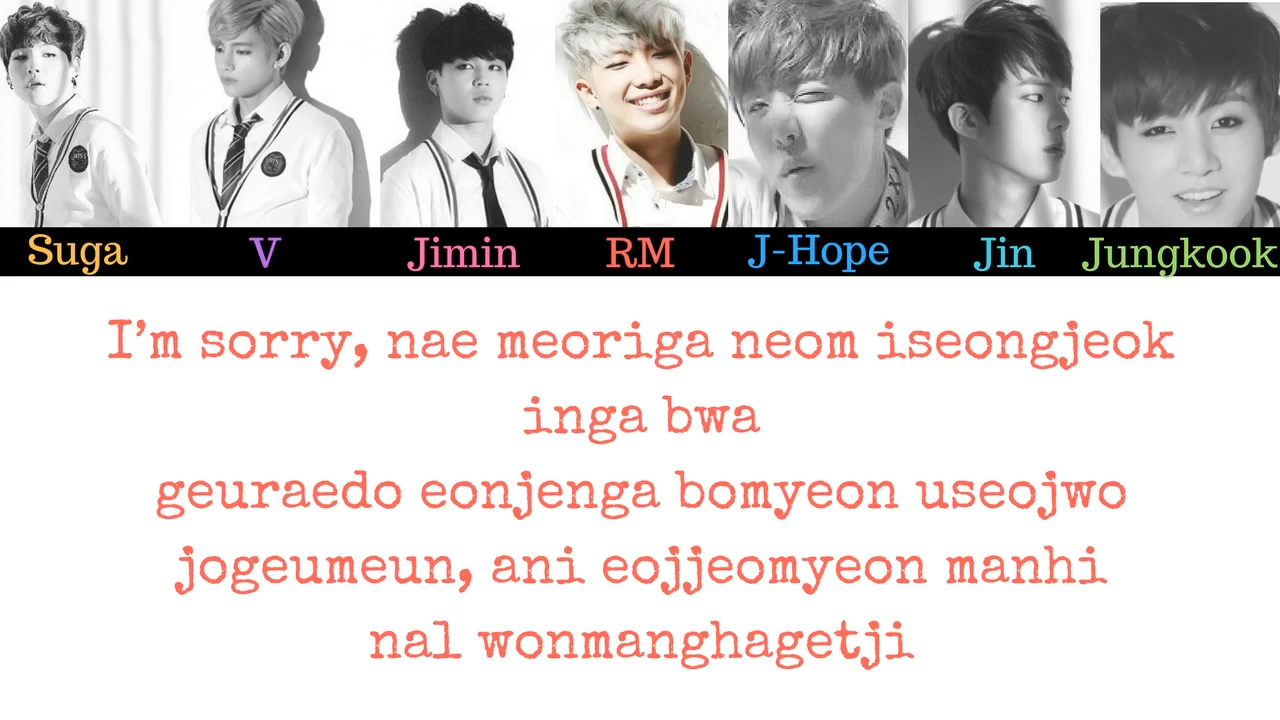 Suga V Jimin RM J-Hope Jin Jungkook
I'm sorry, nae meoriga neom iseongjeok
inga bwa
geuraedo eonjenga bomyeon useojwo
jogeumeun, ani eojjeomyeon manhi
nal wonmanghagetji